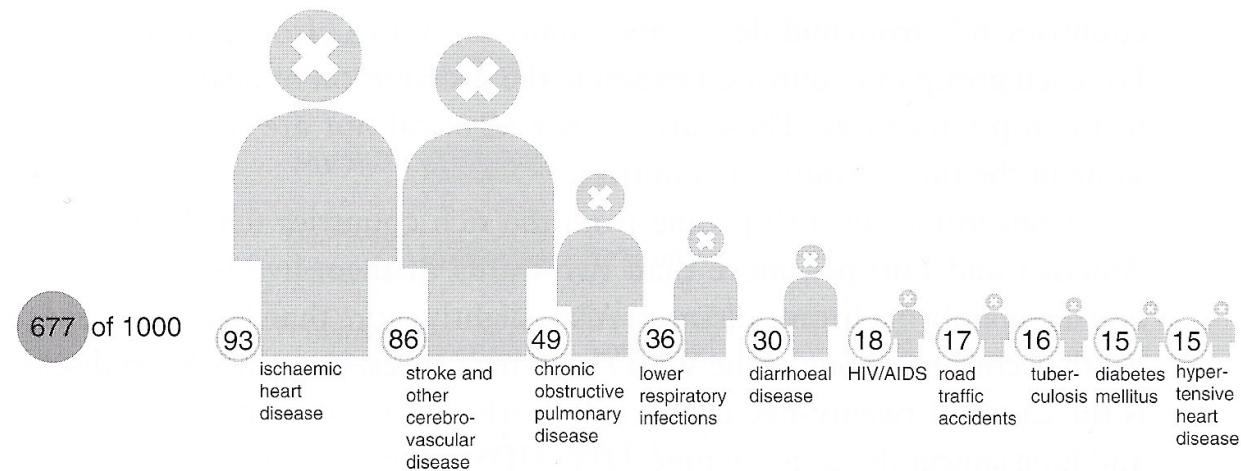 677 of 1000
93
ischaemic
heart
disease
86
stroke and
other
cerebro-
vascular
disease
49
chronic
obstructive
pulmonary
disease
36
lower
respiratory
infections
30
diarrhoeal
disease
18
HIV/AIDS
17
road
traffic
accidents
16
tuber-
culosis
15
diabetes
mellitus
15
hyper-
tensive
heart
disease